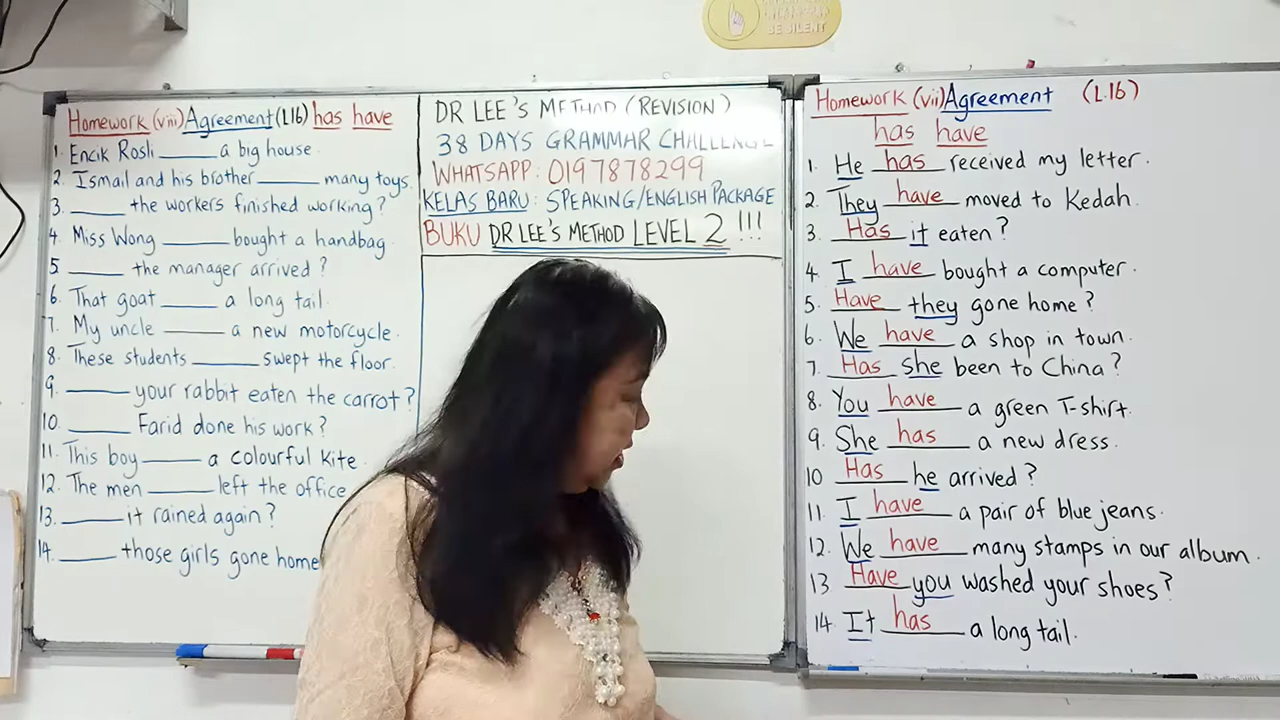 BE SILENT
Homework (viii) Agreement (L16) has have
1. Encik Rosli ______ a big house.
2. Ismail and his brother ______ many toys.
3. ______ the workers finished working?
4. Miss Wong ______ bought a handbag.
5. ______ the manager arrived?
6. That goat ______ a long tail.
7. My uncle ______ a new motorcycle.
8. These students ______ swept the floor.
9. ______ your rabbit eaten the carrot?
10. ______ Farid done his work?
11. This boy ______ a colourful kite.
12. The men ______ left the office
13. ______ it rained again?
14. ______ those girls gone home
DR LEE'S METHOD (REVISION)
38 DAYS GRAMMAR CHALLENGE
WHATSAPP: 0197878299
KELAS BARU: SPEAKING/ENGLISH PACKAGE
BUKU DR LEE'S METHOD LEVEL 2 !!!
Homework (vii) Agreement (L16)
has have
1. He has received my letter.
2. They have moved to Kedah.
3. Has it eaten?
4. I have bought a computer.
5. Have they gone home?
6. We have a shop in town.
7. Has she been to China?
8. You have a green T-shirt.
9. She has a new dress.
10 Has he arrived?
11. I have a pair of blue jeans.
12. We have many stamps in our album.
13 Have you washed your shoes?
14. It has a long tail.